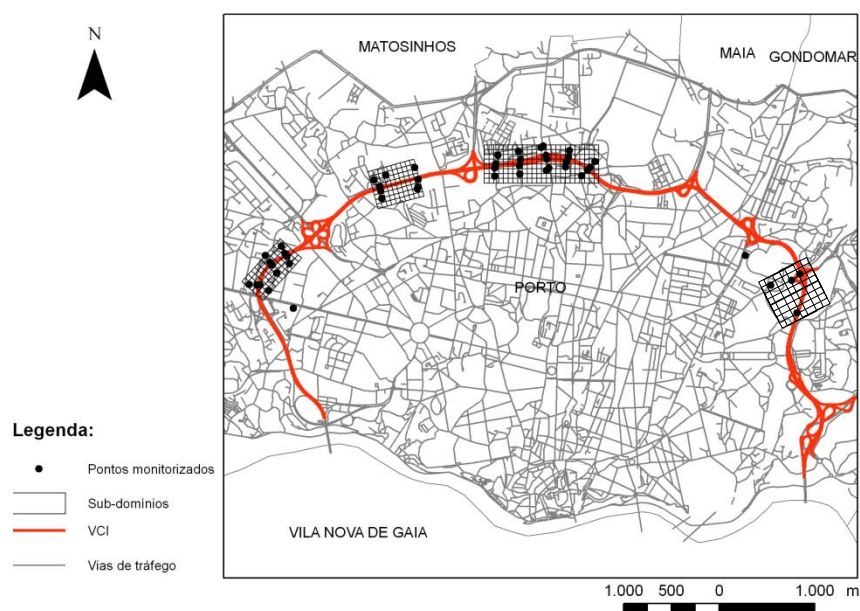 N
MATOSINHOS
MAIA
GONDOMAR
PORTO
VILA NOVA DE GAIA
Legenda:
Pontos monitorizados
Sub-domínios
VCI
Vias de tráfego
1.000 500 0 1.000 m